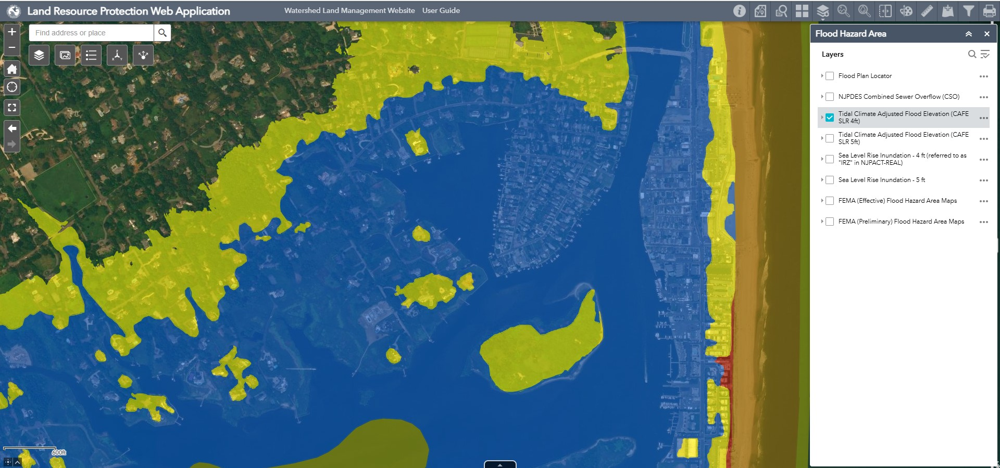 Land Resource Protection Web Application
Watershed Land Management Website User Guide
Find address or place
Z
X Y
Flood Hazard Area
Layers
Flood Plan Locator
NJPDES Combined Sewer Overflow (CSO)
Tidal Climate Adjusted Flood Elevation (CAFE
SLR 4ft)
Tidal Climate Adjusted Flood Elevation (CAFE
SLR 5ft)
Sea Level Rise Inundation - 4 ft (referred to as
"IRZ" in NJPACT-REAL)
Sea Level Rise Inundation - 5 ft
FEMA (Effective) Flood Hazard Area Maps
FEMA (Preliminary) Flood Hazard Area Maps
600ft